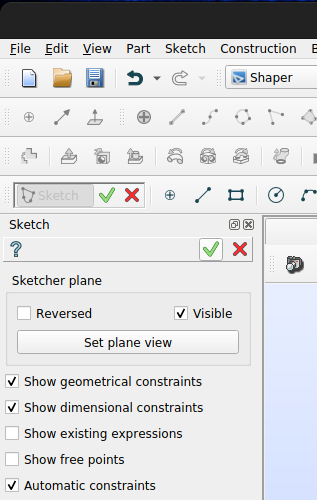 File Edit View Part Sketch Construction B
Shaper
Sketch
Sketch
?
Sketcher plane
Reversed Visible
Set plane view
Show geometrical constraints
Show dimensional constraints
Show existing expressions
Show free points
Automatic constraints